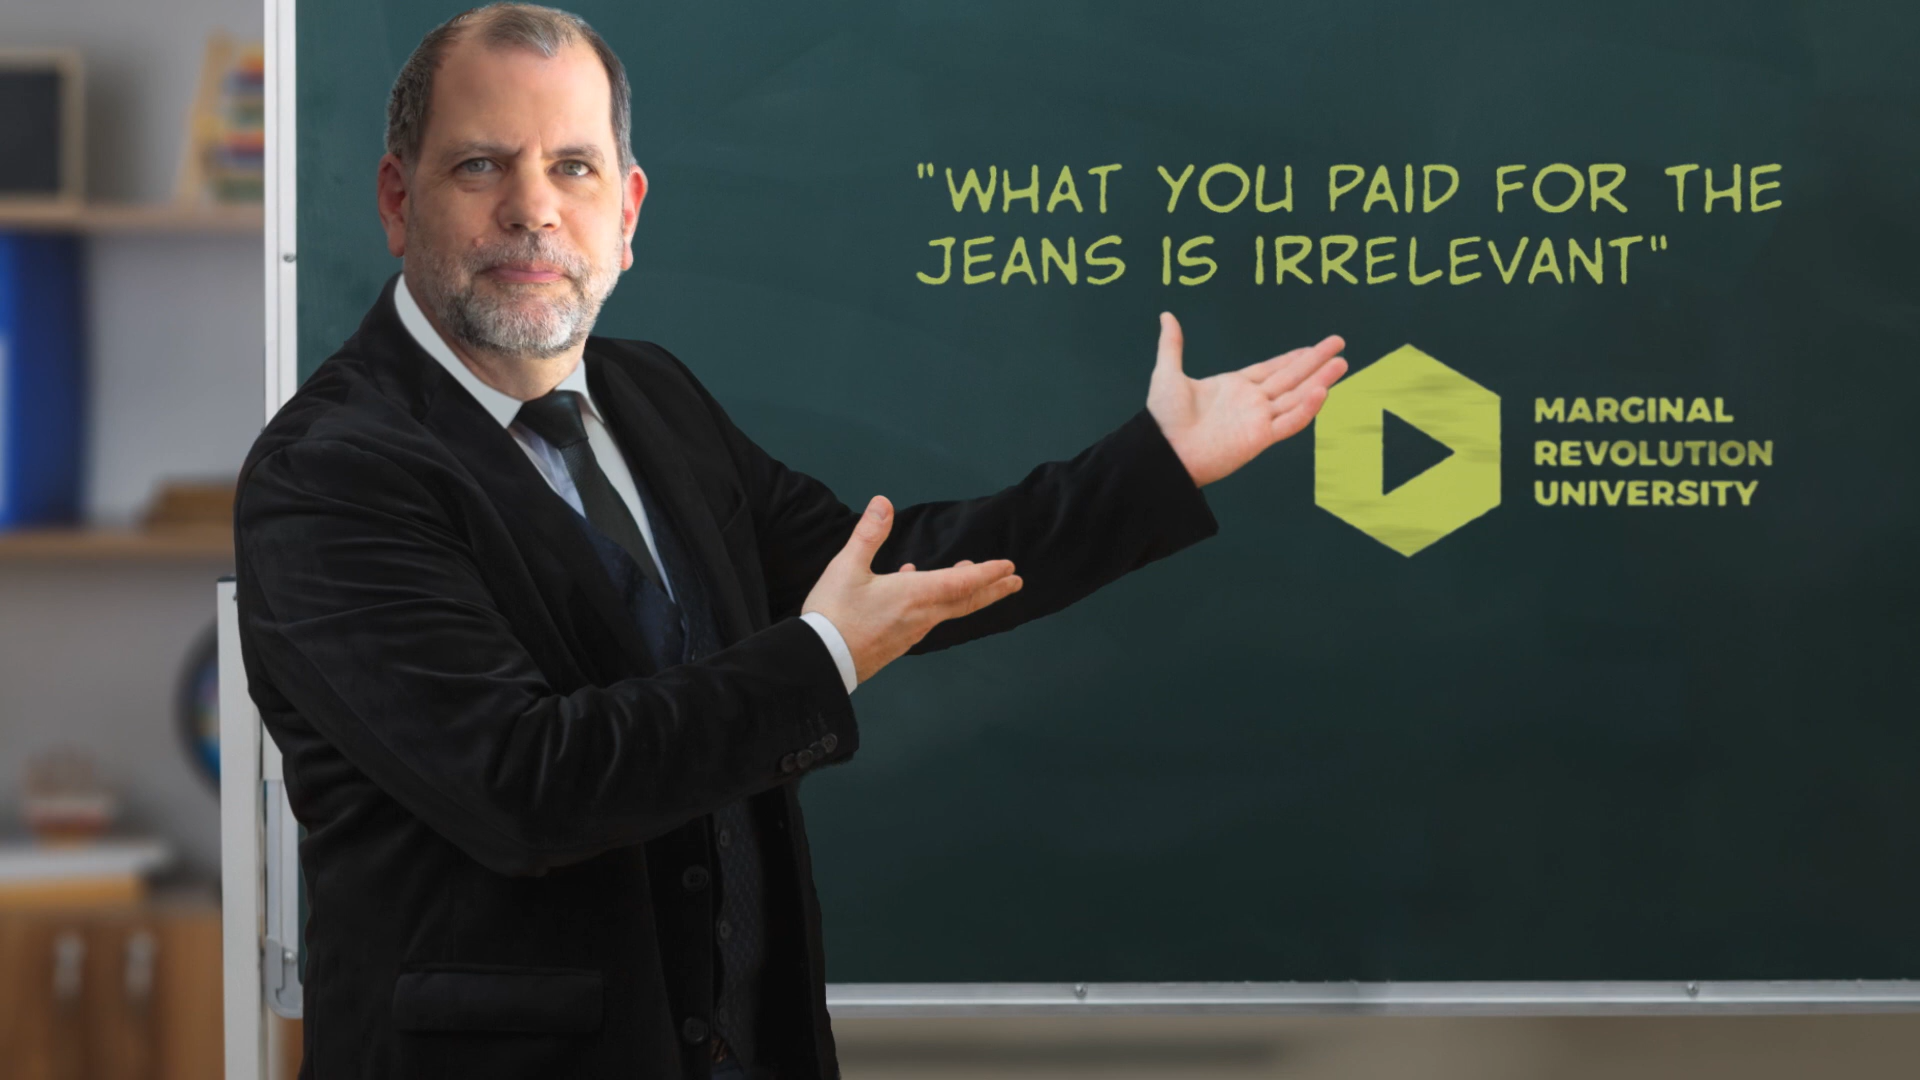 "WHAT YOU PAID FOR THE
JEANS IS IRRELEVANT"
MARGINAL
REVOLUTION
UNIVERSITY